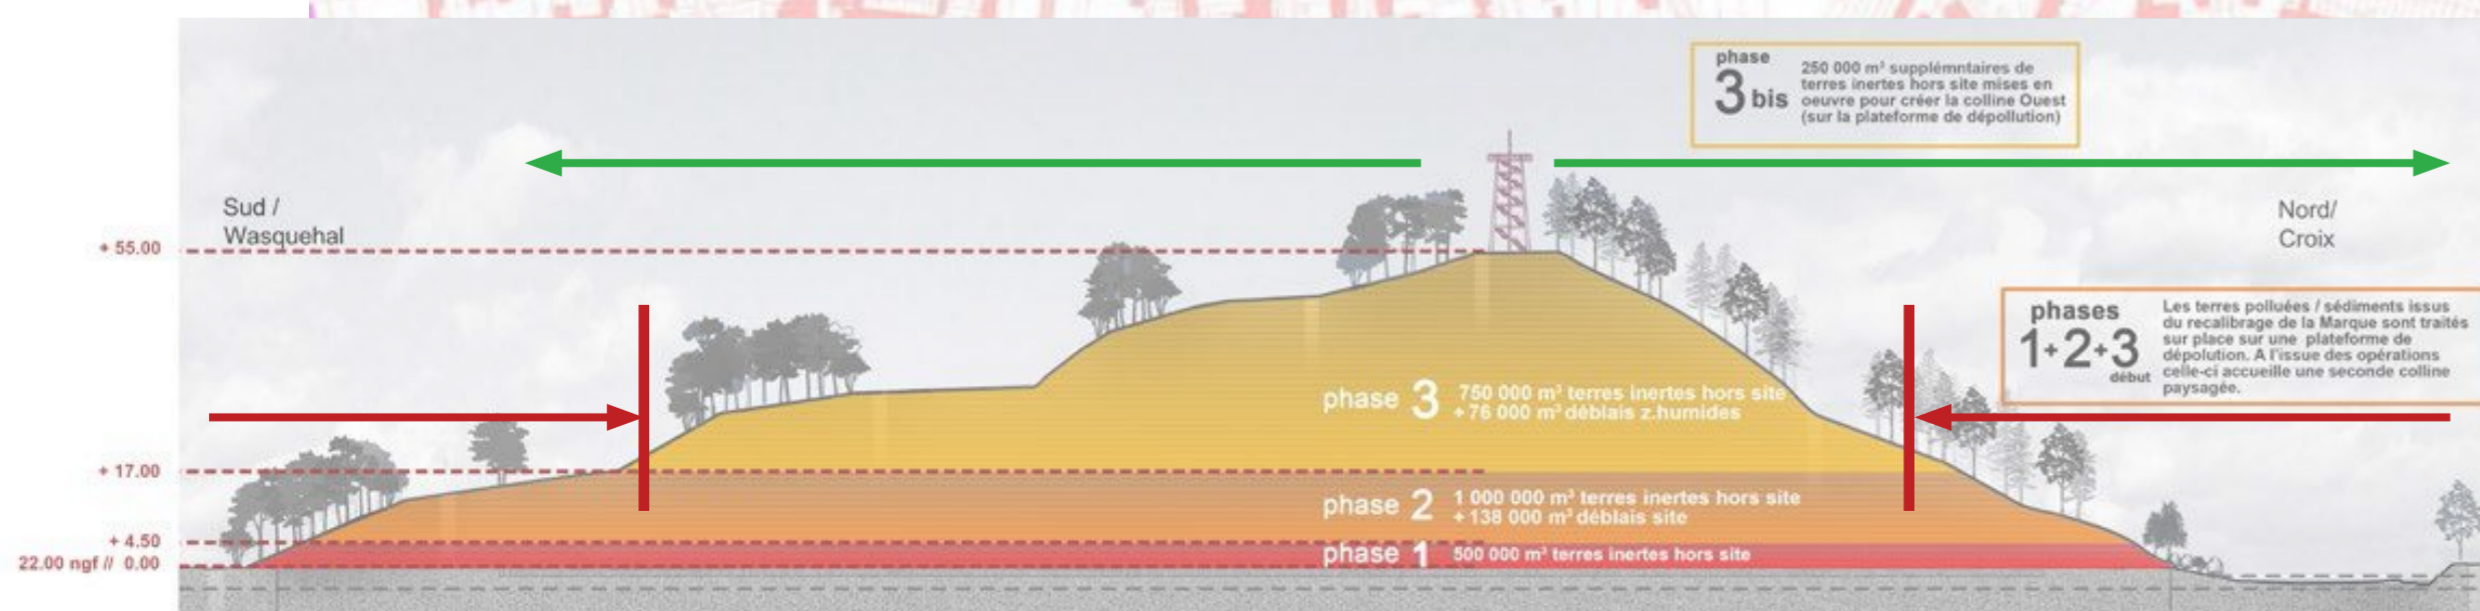 phase
3 bis
250 000 m³ supplémntaires de
terres inertes hors site mises en
oeuvre pour créer la colline Ouest
(sur la plateforme de dépollution)
Sud /
Wasquehal
Nord/
Croix
+ 55.00
phases
1+2+3
début
Les terres polluées / sédiments issus
du recalibrage de la Marque sont traités
sur place sur une plateforme de
dépolution. A l'issue des opérations
celle-ci accueille une seconde colline
paysagée.
phase 3
750 000 m³ terres inertes hors site
+ 76 000 m³ déblais z.humides
+ 17.00
phase 2
1 000 000 m³ terres inertes hors site
+ 138 000 m³ déblais site
+ 4.50
phase 1
500 000 m³ terres inertes hors site
22.00 ngf // 0.00